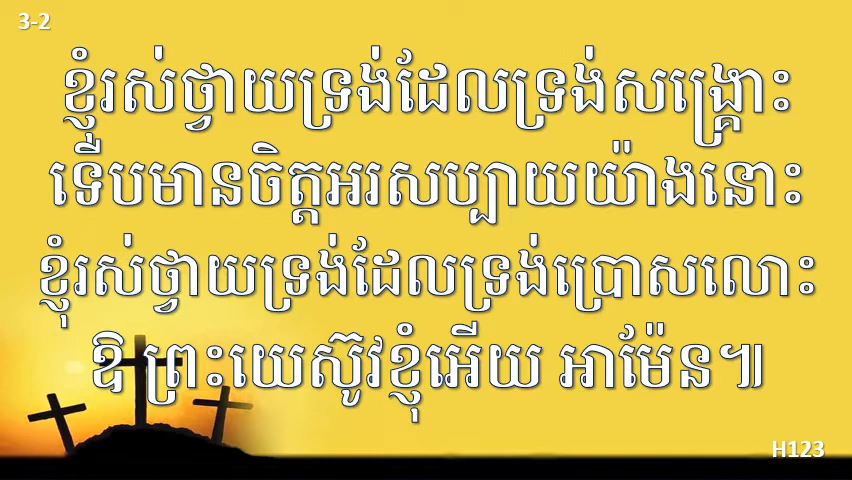 3-2
ខ្ញុំរស់ថ្វាយទ្រង់ដែលទ្រង់សង្គ្រោះ
ទើបមានចិត្តអរសប្បាយយ៉ាងនោះ
ខ្ញុំរស់ថ្វាយទ្រង់ដែលទ្រង់ប្រោសលោះ
ឱ ព្រះយេស៊ូវខ្ញុំអើយ អាម៉ែន៕
H123